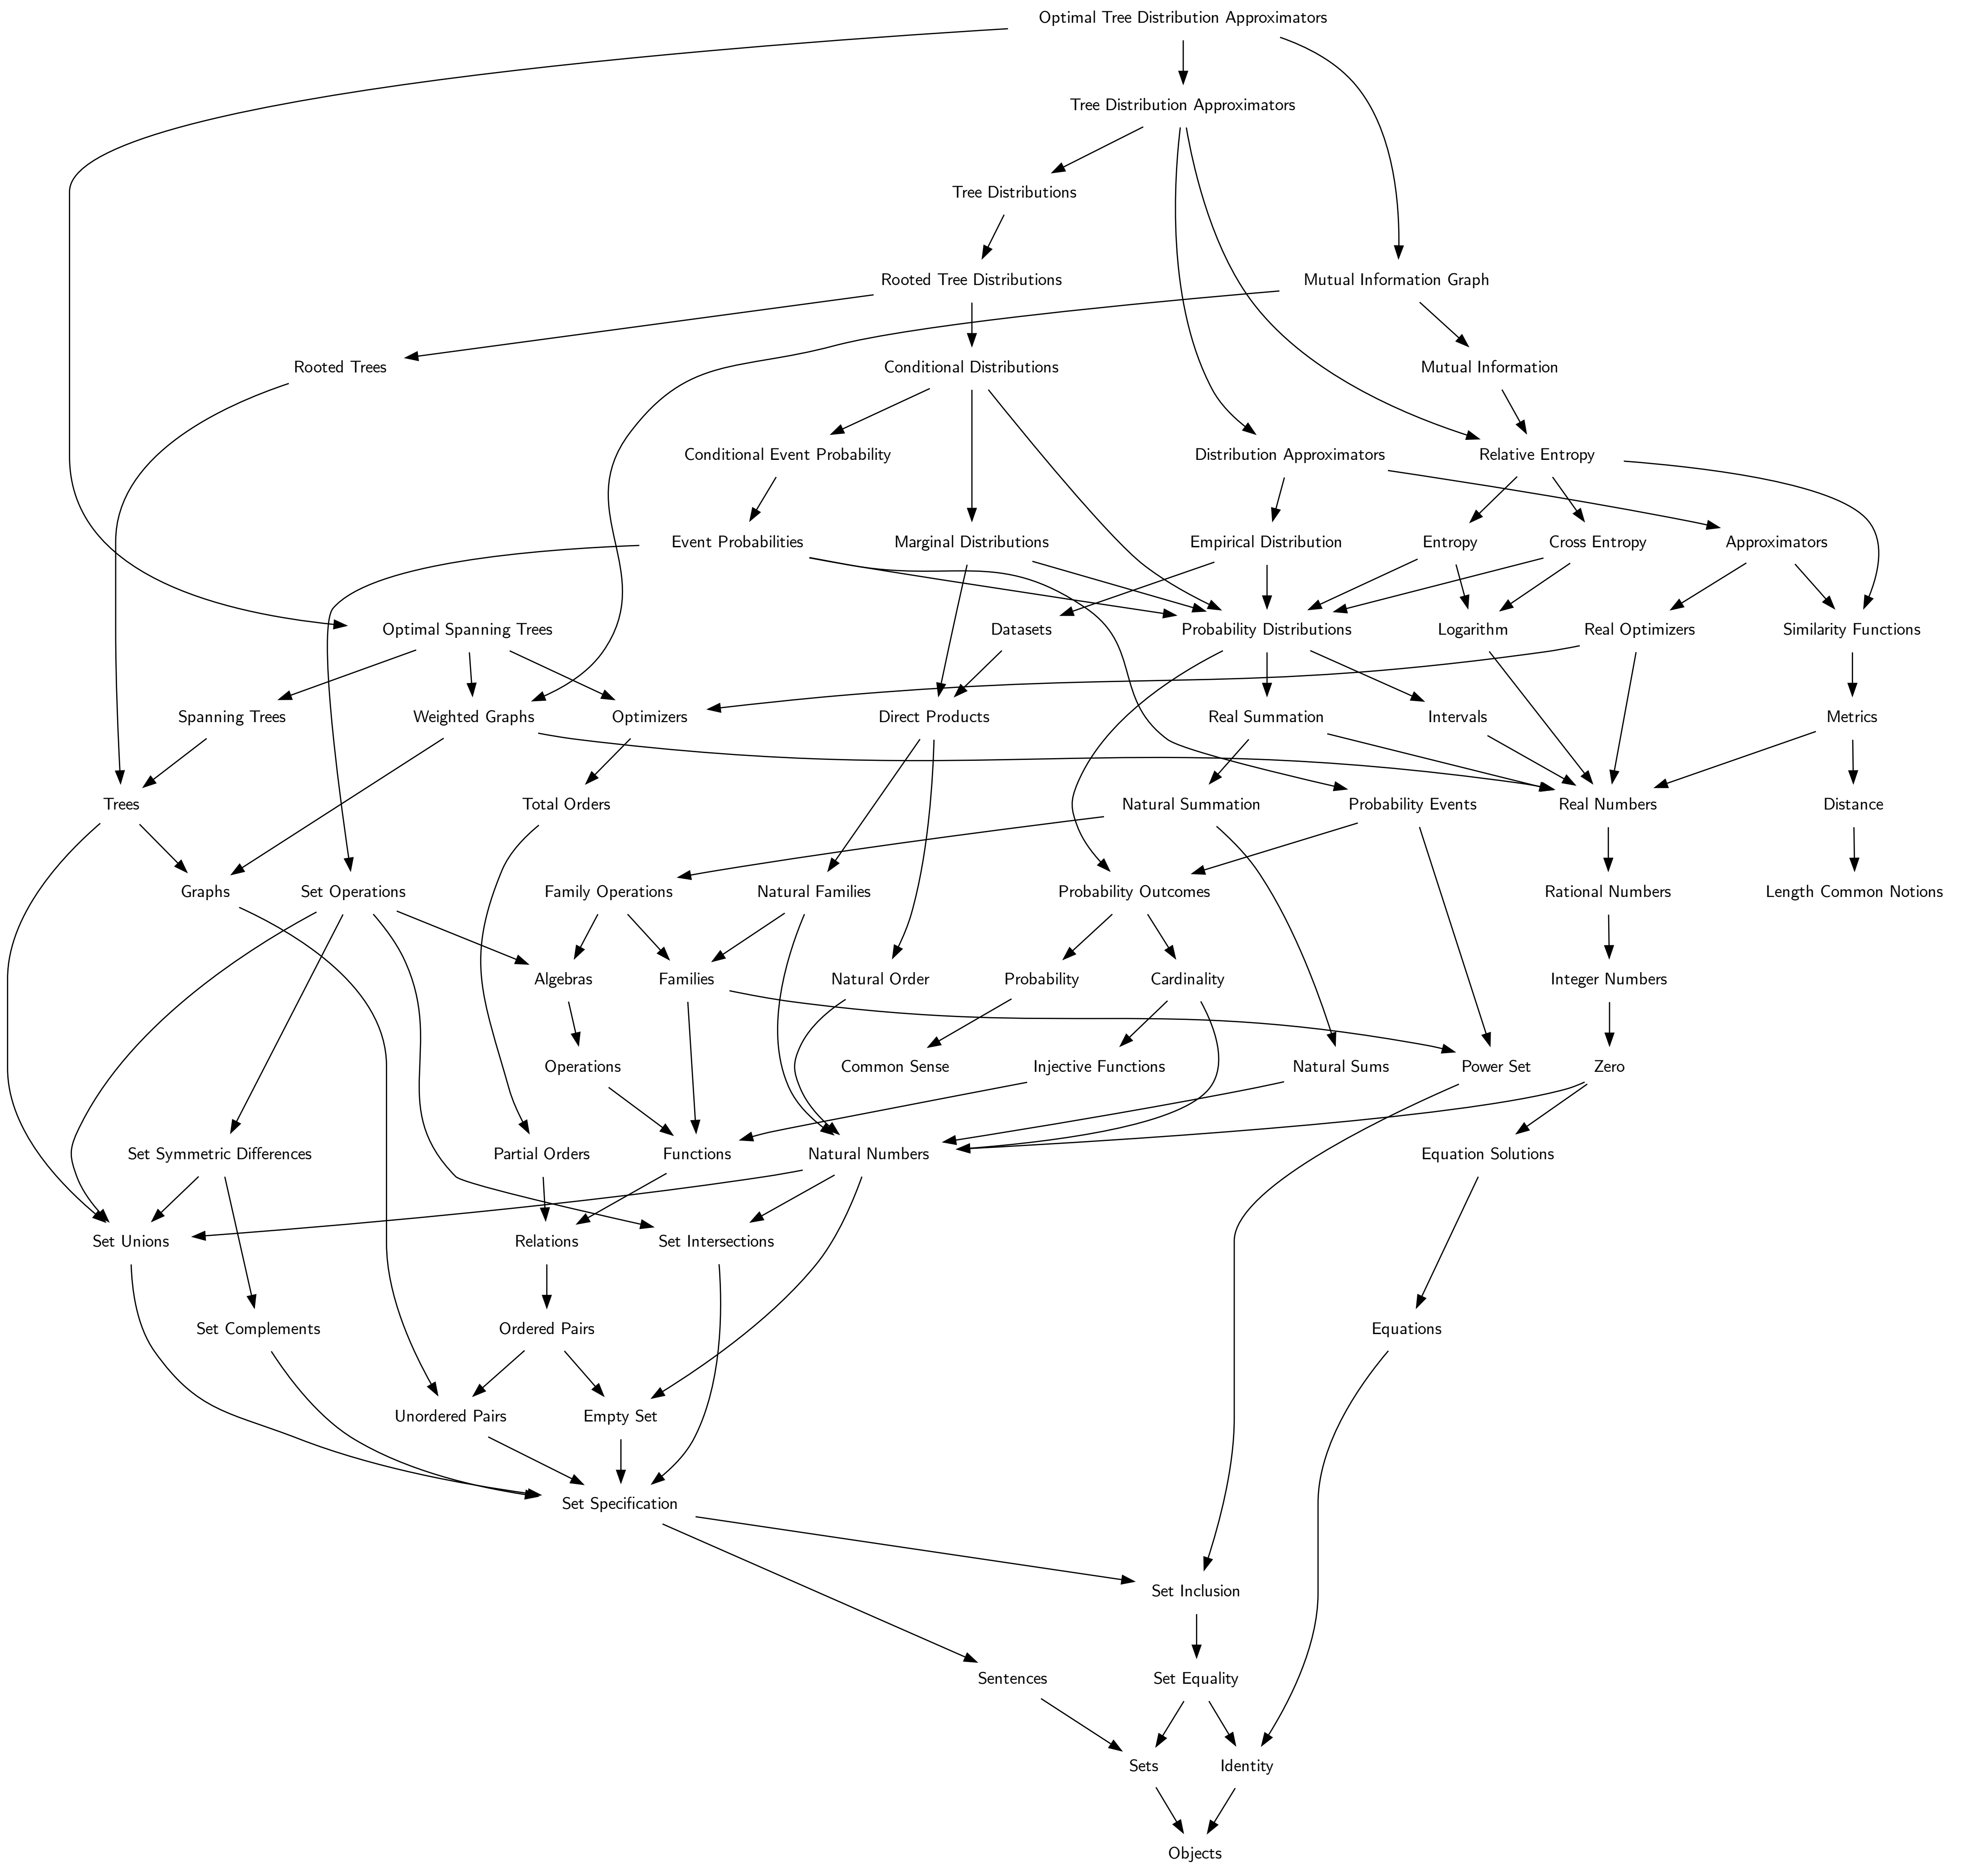 Optimal Tree Distribution Approximators
Tree Distribution Approximators
Tree Distributions
Rooted Tree Distributions
Mutual Information Graph
Rooted Trees
Conditional Distributions
Mutual Information
Conditional Event Probability
Distribution Approximators
Relative Entropy
Event Probabilities
Marginal Distributions
Empirical Distribution
Entropy
Cross Entropy
Approximators
Optimal Spanning Trees
Datasets
Probability Distributions
Logarithm
Real Optimizers
Similarity Functions
Spanning Trees
Weighted Graphs
Optimizers
Direct Products
Real Summation
Intervals
Metrics
Trees
Total Orders
Natural Summation
Probability Events
Real Numbers
Distance
Graphs
Set Operations
Family Operations
Natural Families
Probability Outcomes
Rational Numbers
Length Common Notions
Algebras
Families
Natural Order
Probability
Cardinality
Integer Numbers
Operations
Common Sense
Injective Functions
Natural Sums
Power Set
Zero
Set Symmetric Differences
Partial Orders
Functions
Natural Numbers
Equation Solutions
Set Unions
Relations
Set Intersections
Set Complements
Ordered Pairs
Equations
Unordered Pairs
Empty Set
Set Specification
Set Inclusion
Sentences
Set Equality
Sets
Identity
Objects